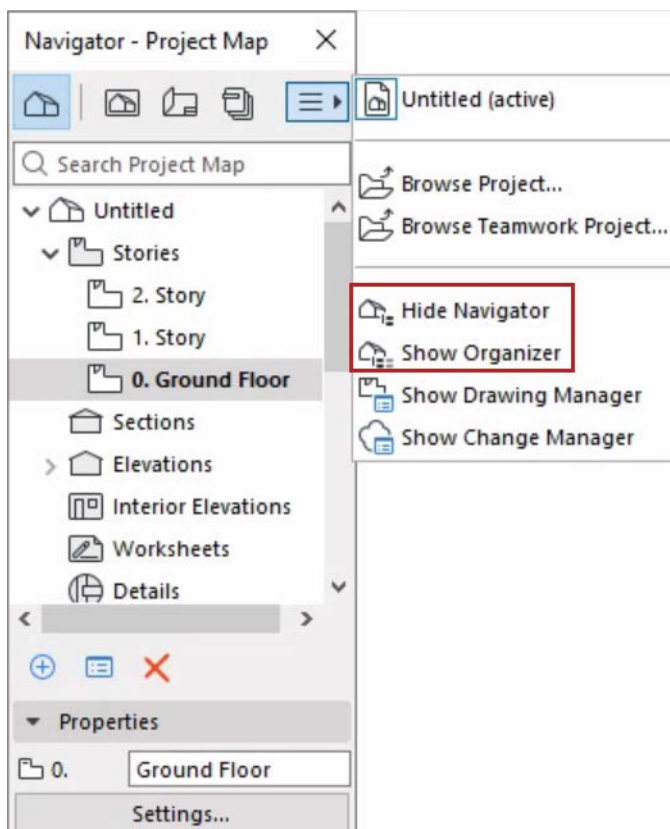 Navigator - Project Map
Search Project Map
Untitled
Stories
2. Story
1. Story
0. Ground Floor
Sections
Elevations
Interior Elevations
Worksheets
Details
Properties
0. Ground Floor
Settings...
Untitled (active)
Browse Project...
Browse Teamwork Project...
Hide Navigator
Show Organizer
Show Drawing Manager
Show Change Manager